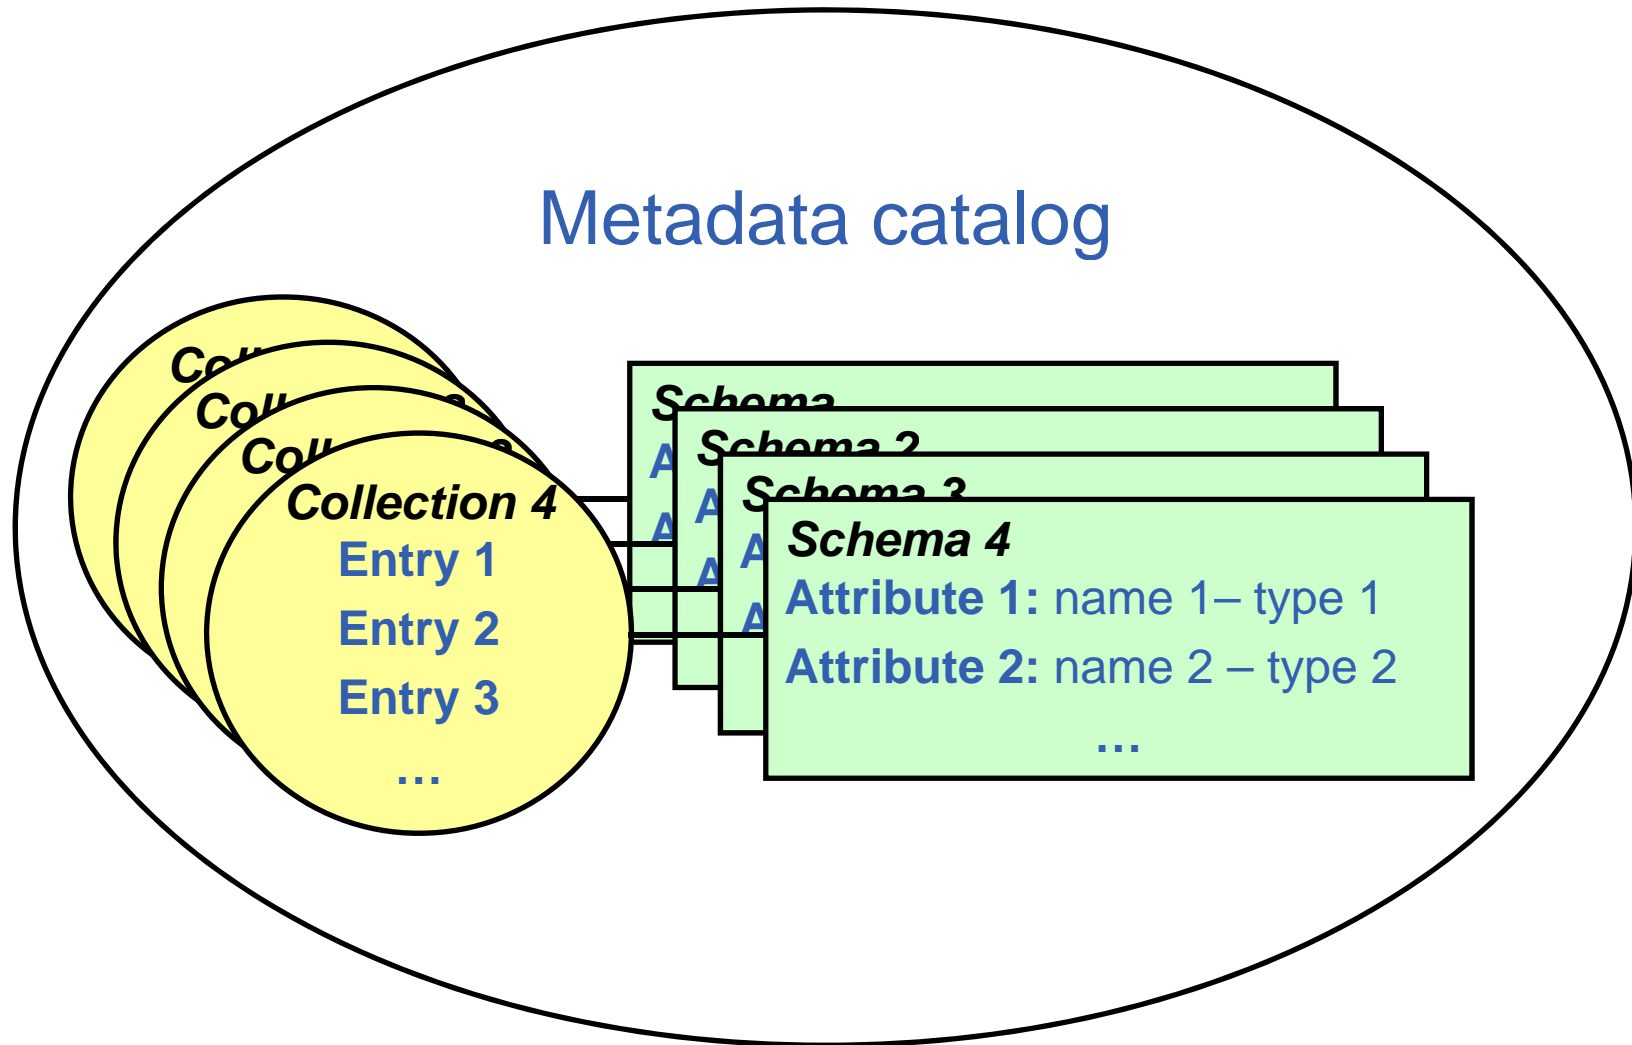 Metadata catalog
Schema
Schema 2
Schema 3
Collection 4
Entry 1
Entry 2
Entry 3
…
Schema 4
Attribute 1: name 1– type 1
Attribute 2: name 2 – type 2
…